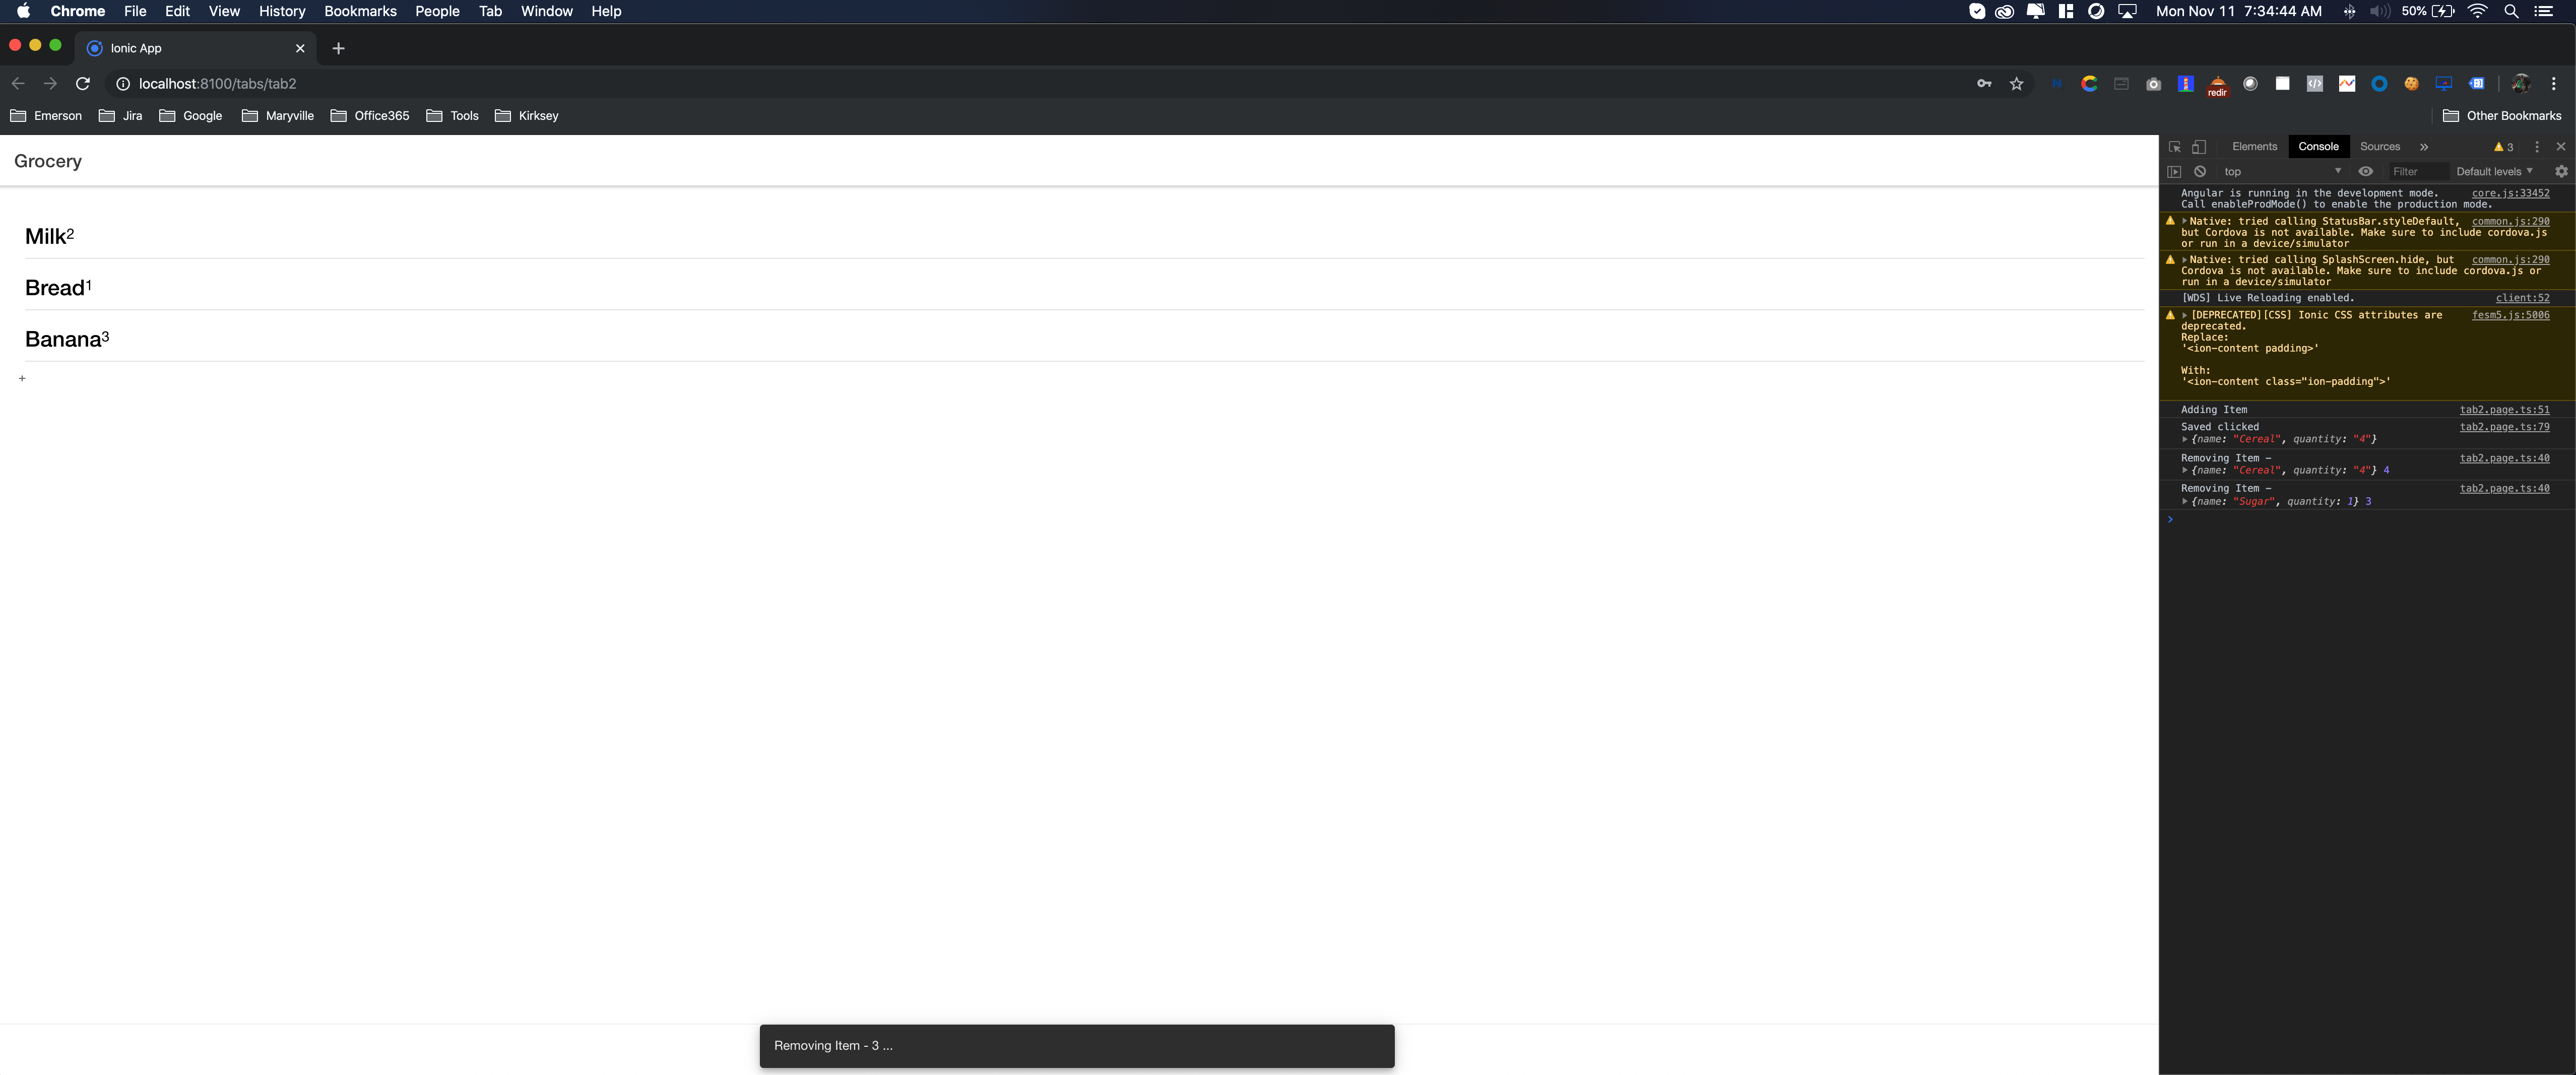 Chrome File Edit View History Bookmarks People Tab Window Help Mon Nov 11 7:34:44 AM 50%
Ionic App
localhost:8100/tabs/tab2
redir
Emerson Jira Google Maryville Office365 Tools Kirksey Other Bookmarks
Grocery
Milk2
Bread1
Banana3
+
Removing Item - 3 ...
Elements Console Sources » 3
top Filter Default levels
Angular is running in the development mode. core.js:33452
Call enableProdMode() to enable the production mode.
Native: tried calling StatusBar.styleDefault, common.js:290
but Cordova is not available. Make sure to include cordova.js
or run in a device/simulator
Native: tried calling SplashScreen.hide, but common.js:290
Cordova is not available. Make sure to include cordova.js or
run in a device/simulator
[WDS] Live Reloading enabled. client:52
[DEPRECATED][CSS] Ionic CSS attributes are fesm5.js:5006
deprecated.
Replace:
'<ion-content padding>'
With:
'<ion-content class="ion-padding">'
Adding Item tab2.page.ts:51
Saved clicked tab2.page.ts:79
{name: "Cereal", quantity: "4"}
Removing Item - tab2.page.ts:40
{name: "Cereal", quantity: "4"} 4
Removing Item - tab2.page.ts:40
{name: "Sugar", quantity: 1} 3